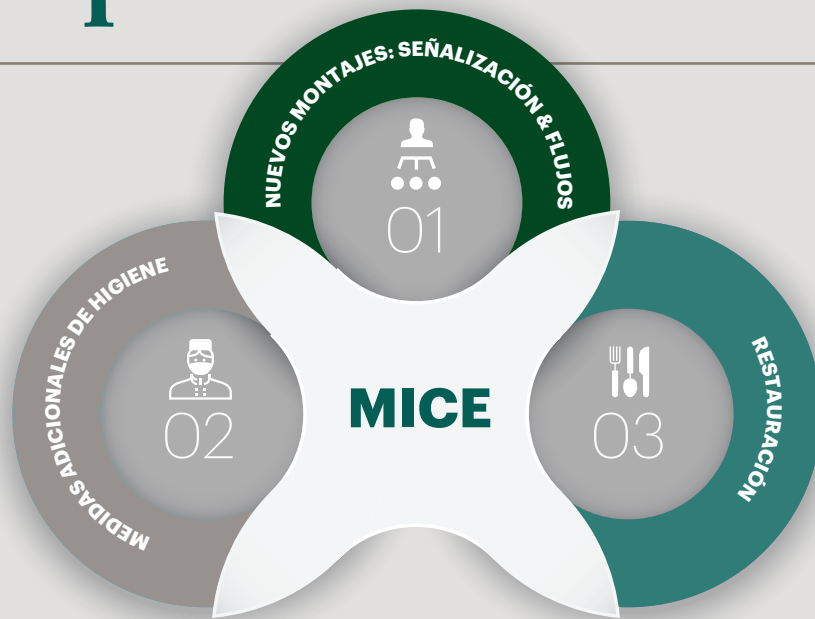 NUEVOS MONTAJES: SEÑALIZACIÓN & FLUJOS
01
MEDIDAS ADICIONALES DE HIGIENE
02
MICE
RESTAURACIÓN
03